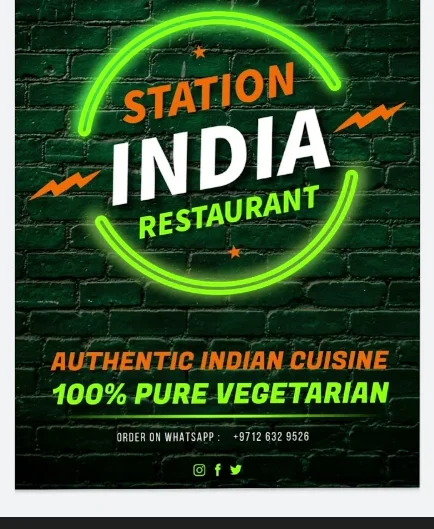 STATION
INDIA
RESTAURANT
AUTHENTIC INDIAN CUISINE
100% PURE VEGETARIAN
ORDER ON WHATSAPP : +9712 632 9526